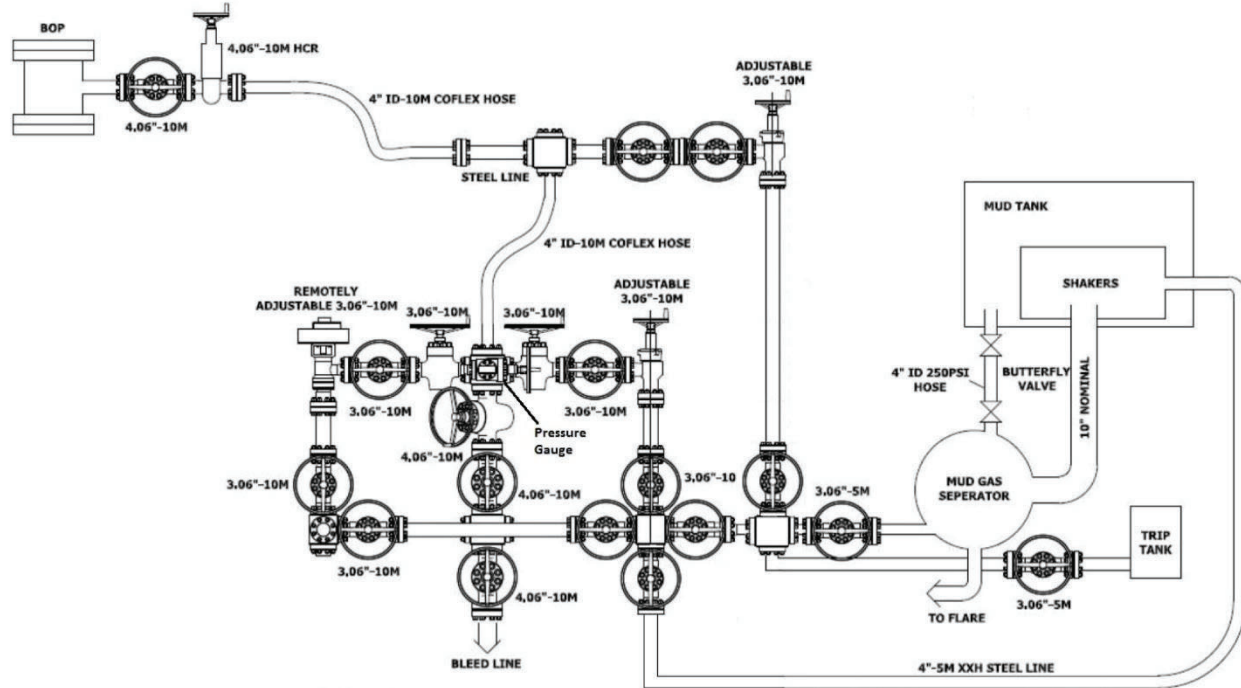 BOP
4,06"-10M HCR
4,06"-10M
4" ID-10M COFLEX HOSE
STEEL LINE
ADJUSTABLE
3,06"-10M
4" ID-10M COFLEX HOSE
MUD TANK
SHAKERS
REMOTELY
ADJUSTABLE 3.06"-10M
3,06"-10M
3.06"-10M
ADJUSTABLE
3,06"-10M
4" ID 250PSI
HOSE
BUTTERFLY
VALVE
10" NOMINAL
3.06"-10M
3.06"-10M
Pressure
Gauge
4,06"-10M
3.06"-10M
4.06"-10M
3.06"-10
3.06"-5M
MUD GAS
SEPERATOR
TRIP
TANK
3,06"-10M
4,06"-10M
3.06"-5M
TO FLARE
BLEED LINE
4"-5M XXH STEEL LINE